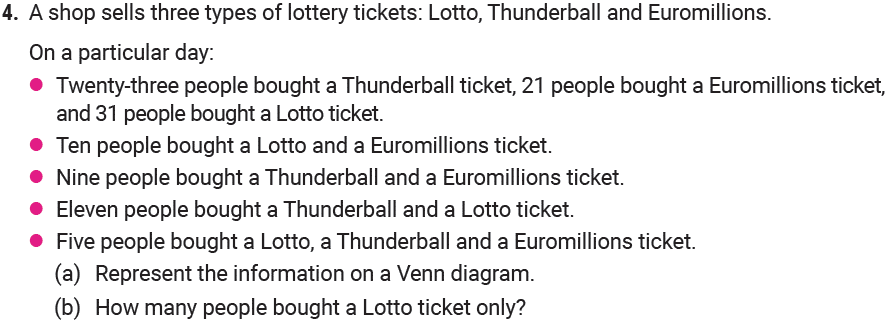 4. A shop sells three types of lottery tickets: Lotto, Thunderball and Euromillions.
On a particular day:
● Twenty-three people bought a Thunderball ticket, 21 people bought a Euromillions ticket,
and 31 people bought a Lotto ticket.
● Ten people bought a Lotto and a Euromillions ticket.
● Nine people bought a Thunderball and a Euromillions ticket.
● Eleven people bought a Thunderball and a Lotto ticket.
● Five people bought a Lotto, a Thunderball and a Euromillions ticket.
(a) Represent the information on a Venn diagram.
(b) How many people bought a Lotto ticket only?